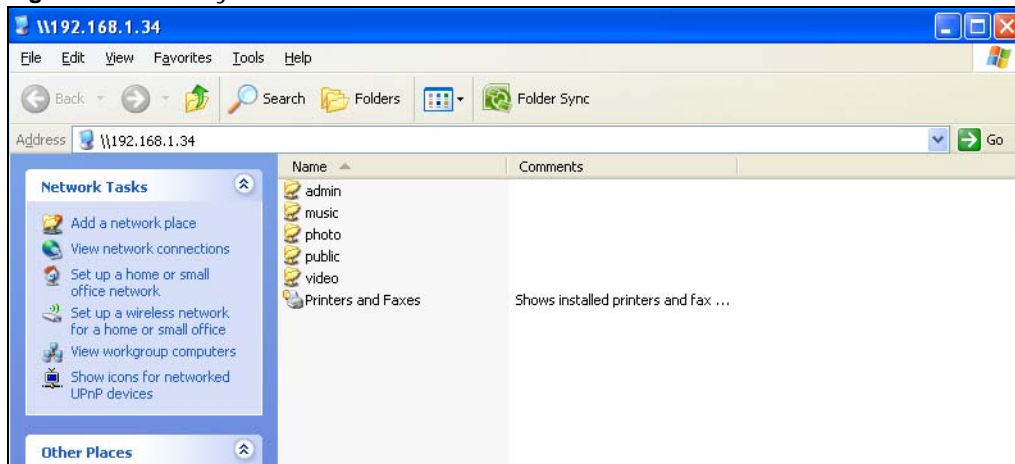 \\192.168.1.34
File Edit View Favorites Tools Help
Back Search Folders Folder Sync
Address \\192.168.1.34 Go
Name Comments
Network Tasks
Add a network place
View network connections
Set up a home or small
office network
Set up a wireless network
for a home or small office
View workgroup computers
Show icons for networked
UPnP devices
Other Places
admin
music
photo
public
video
Printers and Faxes Shows installed printers and fax ...